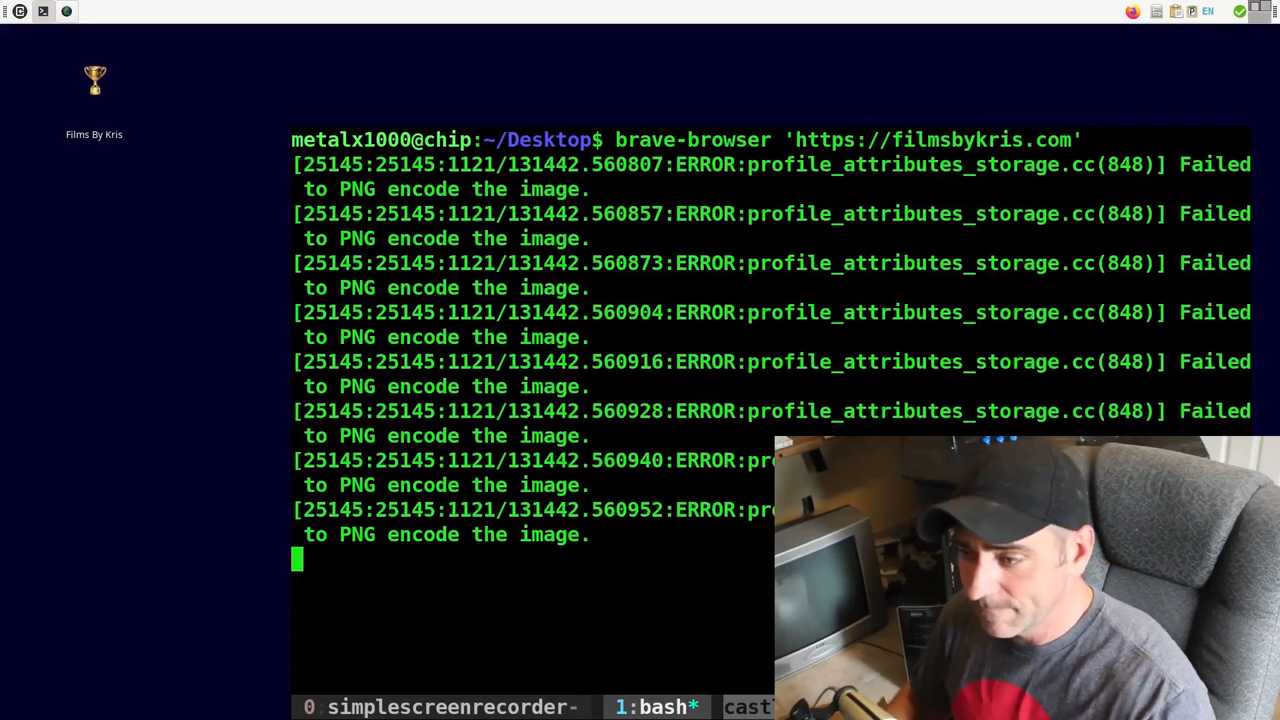 EN
Films By Kris
metalx1000@chip:~/Desktop$ brave-browser 'https://filmsbykris.com'
[25145:25145:1121/131442.560807:ERROR:profile_attributes_storage.cc(848)] Failed
to PNG encode the image.
[25145:25145:1121/131442.560857:ERROR:profile_attributes_storage.cc(848)] Failed
to PNG encode the image.
[25145:25145:1121/131442.560873:ERROR:profile_attributes_storage.cc(848)] Failed
to PNG encode the image.
[25145:25145:1121/131442.560904:ERROR:profile_attributes_storage.cc(848)] Failed
to PNG encode the image.
[25145:25145:1121/131442.560916:ERROR:profile_attributes_storage.cc(848)] Failed
to PNG encode the image.
[25145:25145:1121/131442.560928:ERROR:profile_attributes_storage.cc(848)] Failed
to PNG encode the image.
[25145:25145:1121/131442.560940:ERROR:pro
to PNG encode the image.
[25145:25145:1121/131442.560952:ERROR:pro
to PNG encode the image.
0 simplescreenrecorder- 1:bash* cast